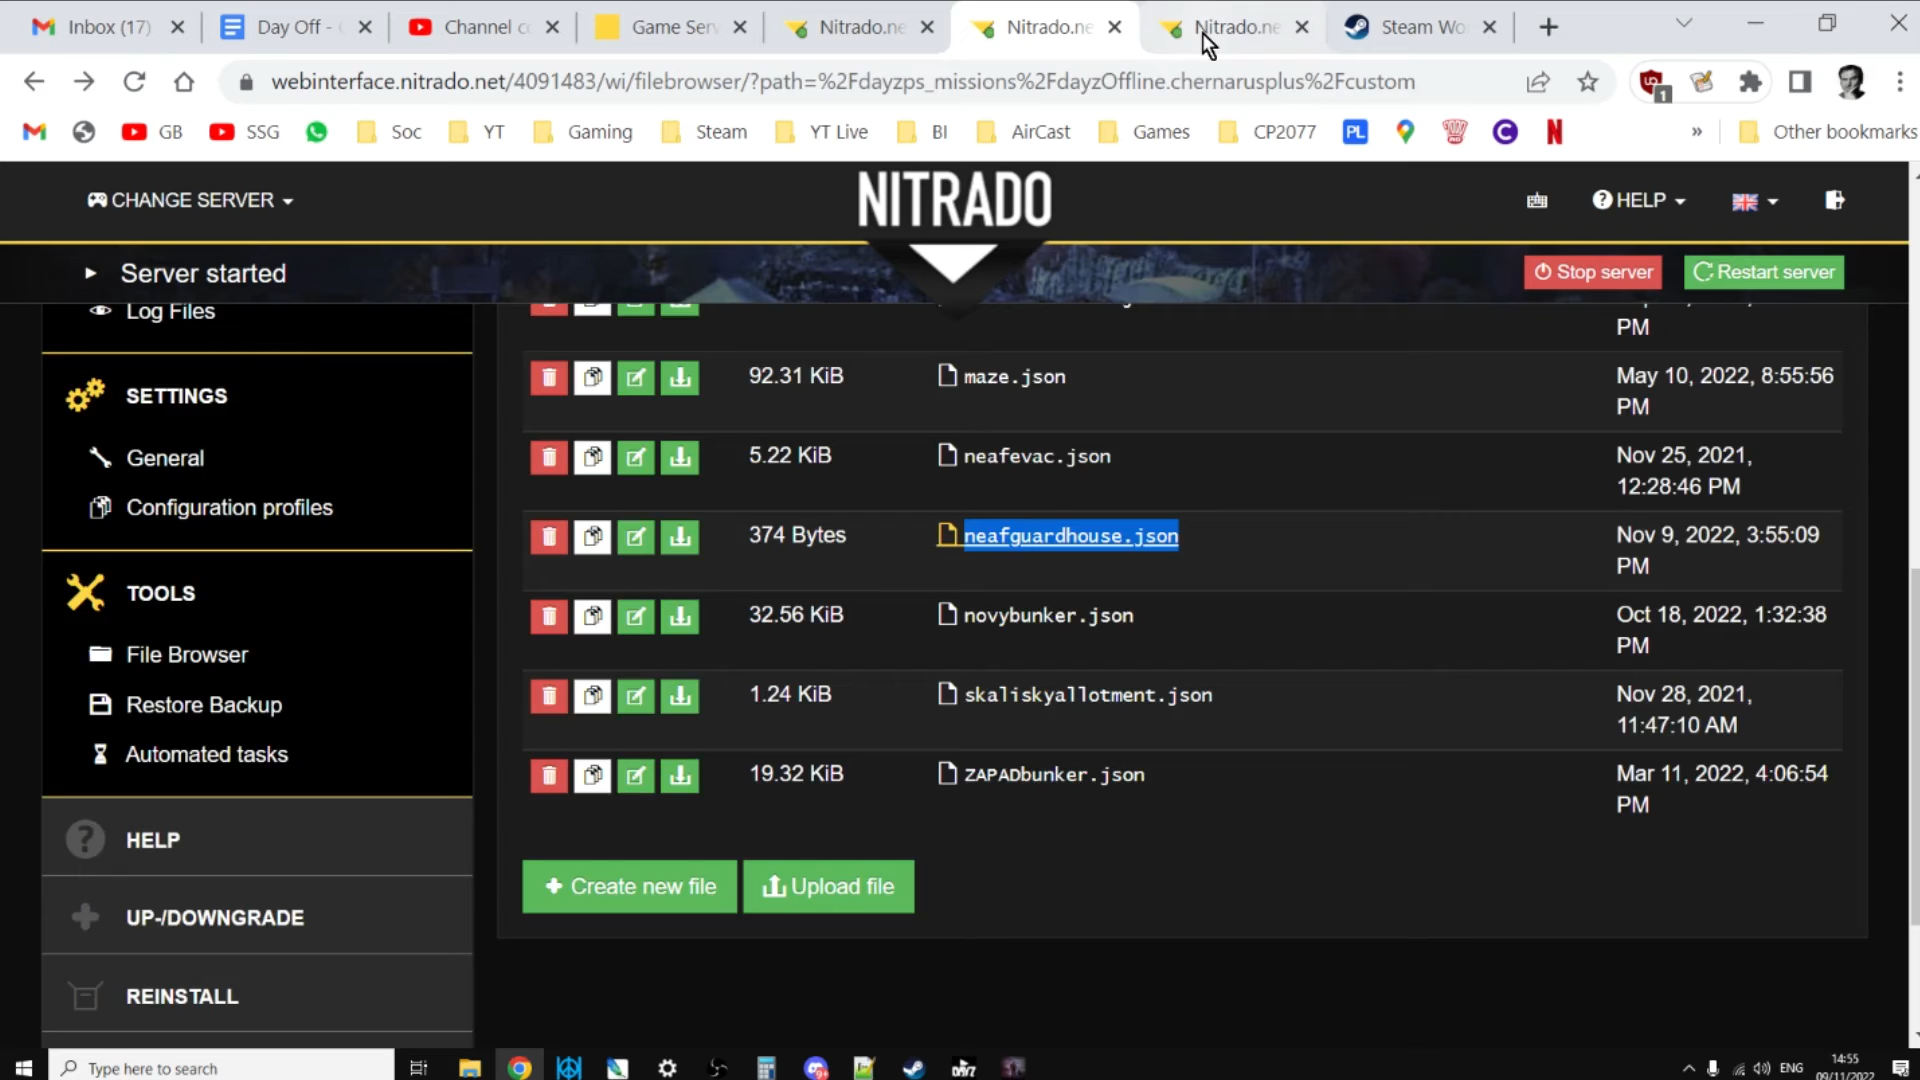 Inbox (17)
Day Off -
Channel c
Game Ser
Nitrado.ne
Nitrado.ne
Nitrado.ne
Steam Wo
webinterface.nitrado.net/4091483/wi/filebrowser/?path=%2Fdayzps_missions%2FdayzOffline.chernarusplus%2Fcustom
1
GB
SSG
Soc
YT
Gaming
Steam
YT Live
BI
AirCast
Games
CP2077
PL
»
Other bookmarks
CHANGE SERVER
NITRADO
HELP
Server started
Stop server
Restart server
Log Files
PM
SETTINGS
General
Configuration profiles
TOOLS
File Browser
Restore Backup
Automated tasks
HELP
UP-/DOWNGRADE
REINSTALL
92.31 KiB
maze.json
May 10, 2022, 8:55:56
PM
5.22 KiB
neafevac.json
Nov 25, 2021,
12:28:46 PM
374 Bytes
neafguardhouse.json
Nov 9, 2022, 3:55:09
PM
32.56 KiB
novybunker.json
Oct 18, 2022, 1:32:38
PM
1.24 KiB
skaliskyallotment.json
Nov 28, 2021,
11:47:10 AM
19.32 KiB
ZAPADbunker.json
Mar 11, 2022, 4:06:54
PM
Create new file
Upload file
Type here to search
ENG
14:55
09/11/2022